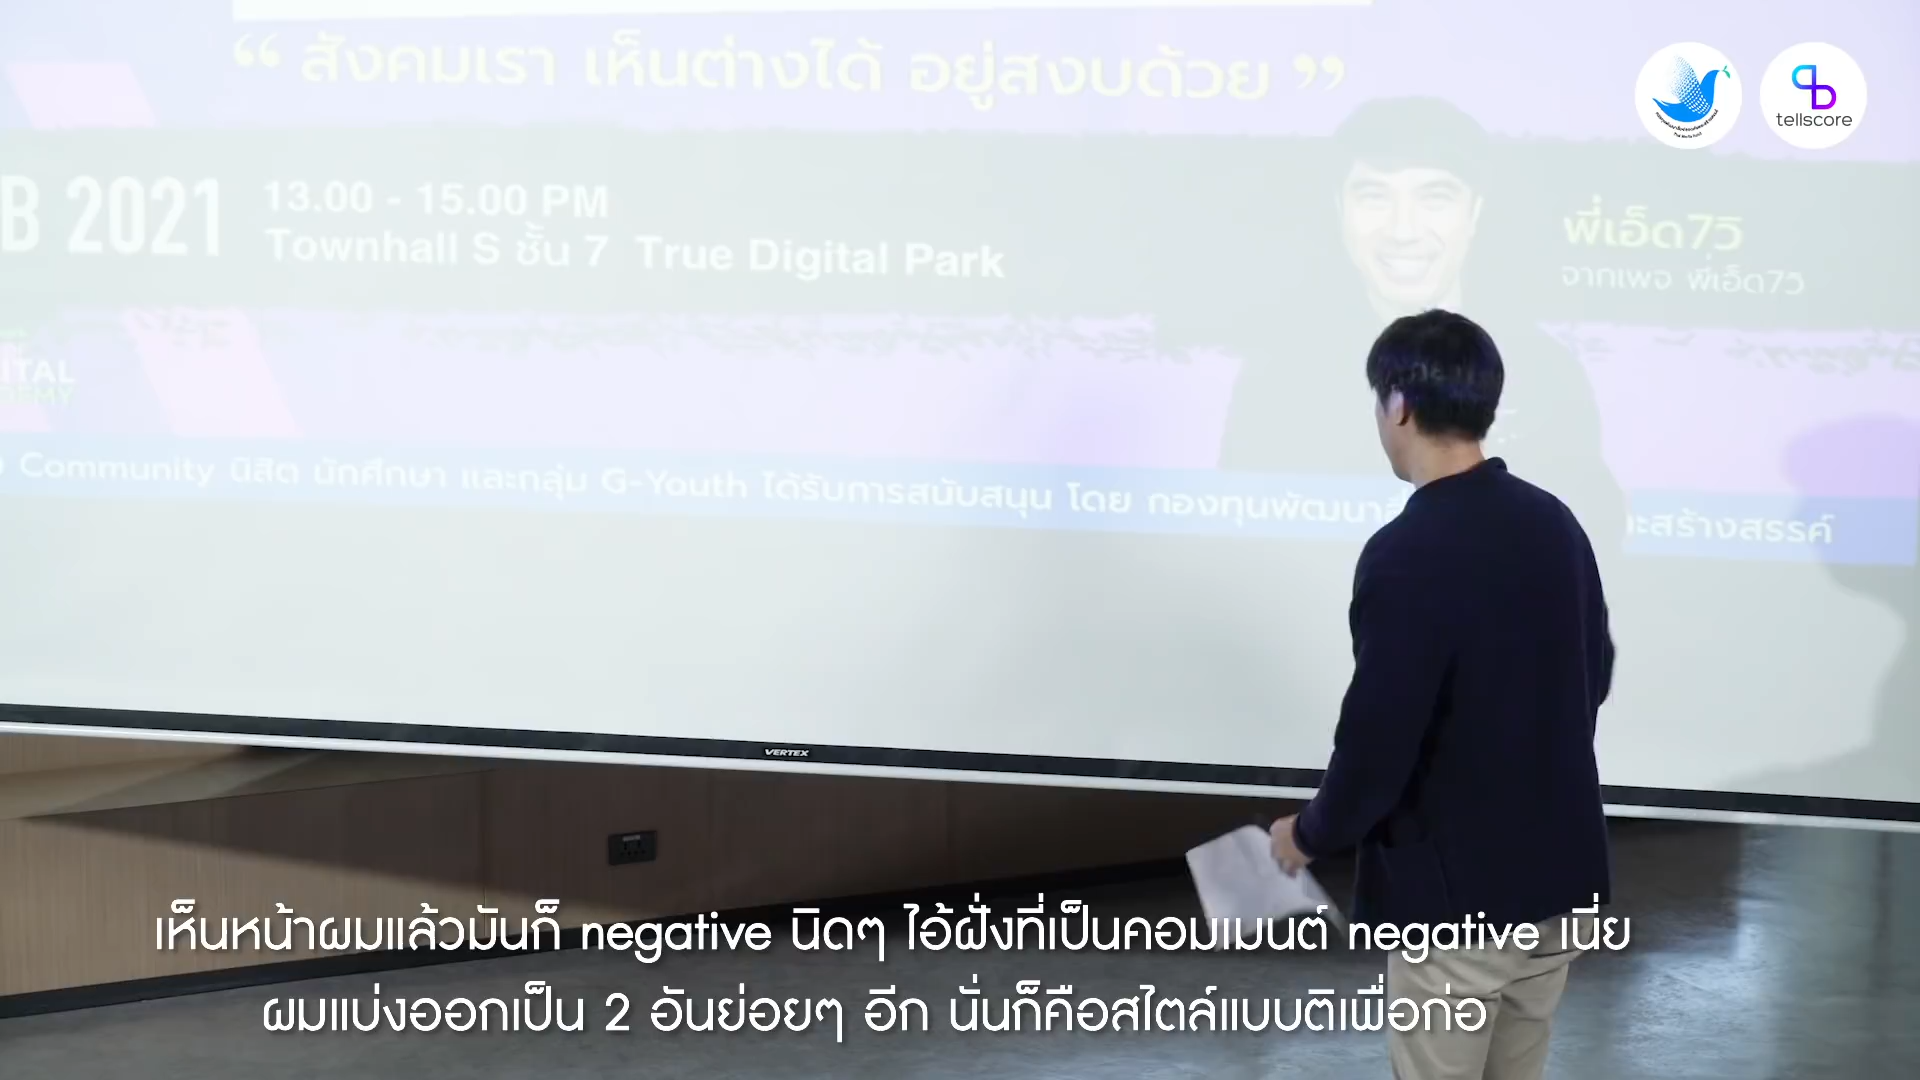 “ สังคมเรา เห็นต่างได้ อยู่สงบด้วย ”
tellscore
B 2021
13.00 - 15.00 PM
Townhall S ชั้น 7 True Digital Park
พี่เอ็ด7วิ
จากเพจ พี่เอ็ด7วิ
ITAL
DEMY
Community นิสิต นักศึกษา และกลุ่ม G-Youth ได้รับการสนับสนุน โดย กองทุนพัฒนาสื่ ะสร้างสรรค์
VERTEX
เห็นหน้าผมแล้วมันก็ negative นิดๆ ไอ้ฝั่งที่เป็นคอมเมนต์ negative เนี่ย
ผมแบ่งออกเป็น 2 อันย่อยๆ อีก นั่นก็คือสไตล์แบบติเพื่อก่อ